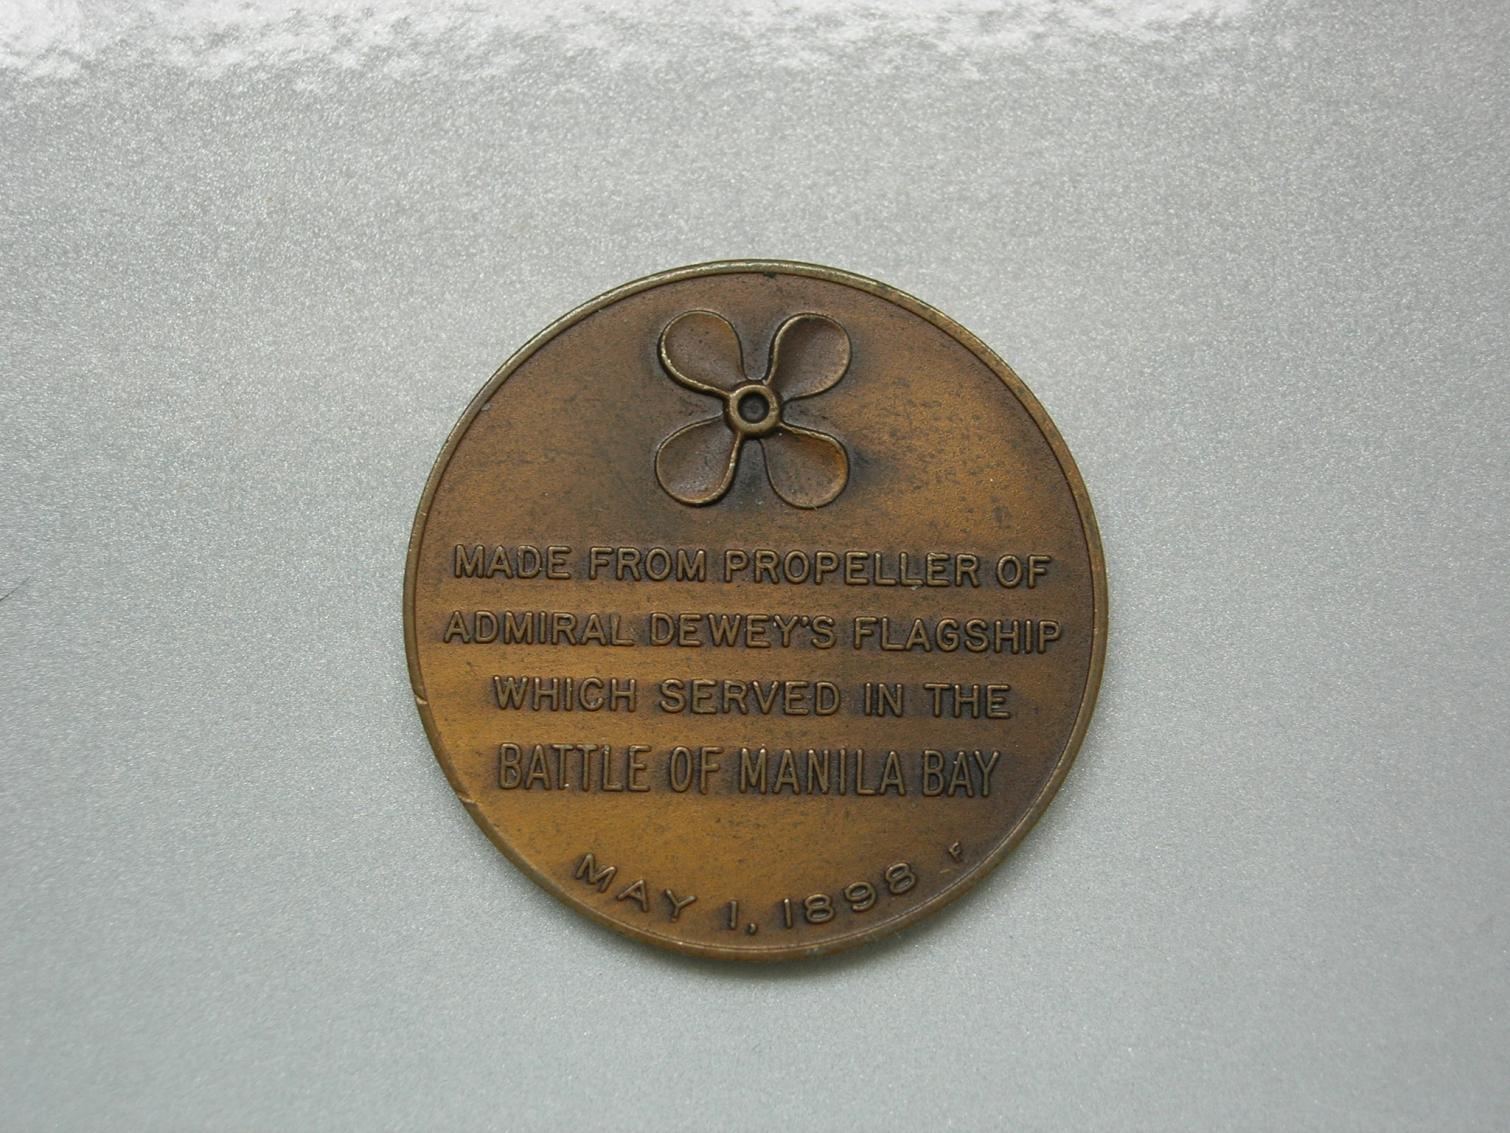 MADE FROM PROPELLER OF
ADMIRAL DEWEY'S FLAGSHIP
WHICH SERVED IN THE
BATTLE OF MANILA BAY
MAY 1, 1898 F